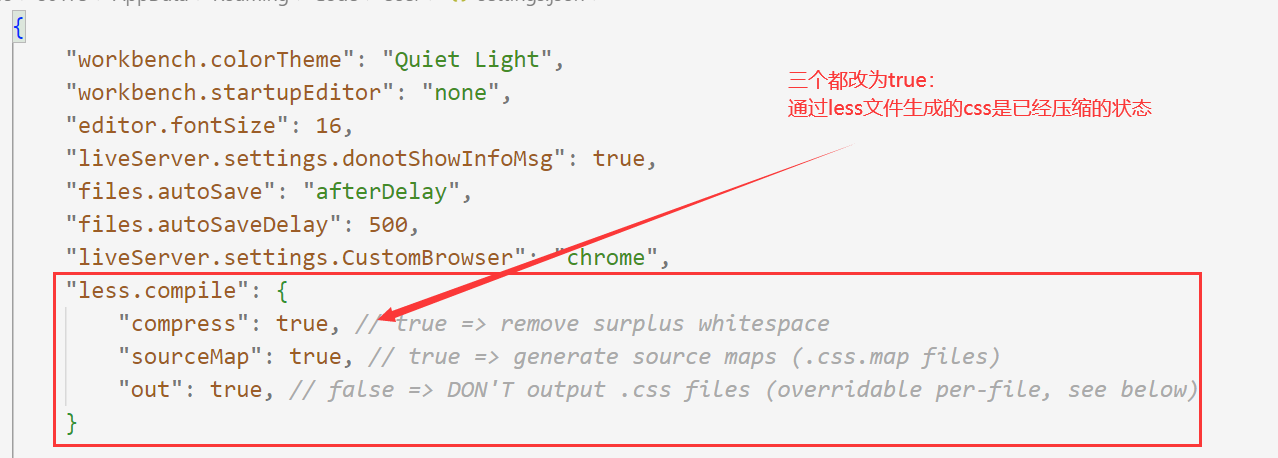 {
"workbench.colorTheme": "Quiet Light",
"workbench.startupEditor": "none",
"editor.fontSize": 16,
"liveServer.settings.donotShowInfoMsg": true,
"files.autoSave": "afterDelay",
"files.autoSaveDelay": 500,
"liveServer.settings.CustomBrowser": "chrome",
三个都改为true：
通过less文件生成的css是已经压缩的状态
"less.compile": {
"compress": true, // true => remove surplus whitespace
"sourceMap": true, // true => generate source maps (.css.map files)
"out": true, // false => DON'T output .css files (overridable per-file, see below)
}